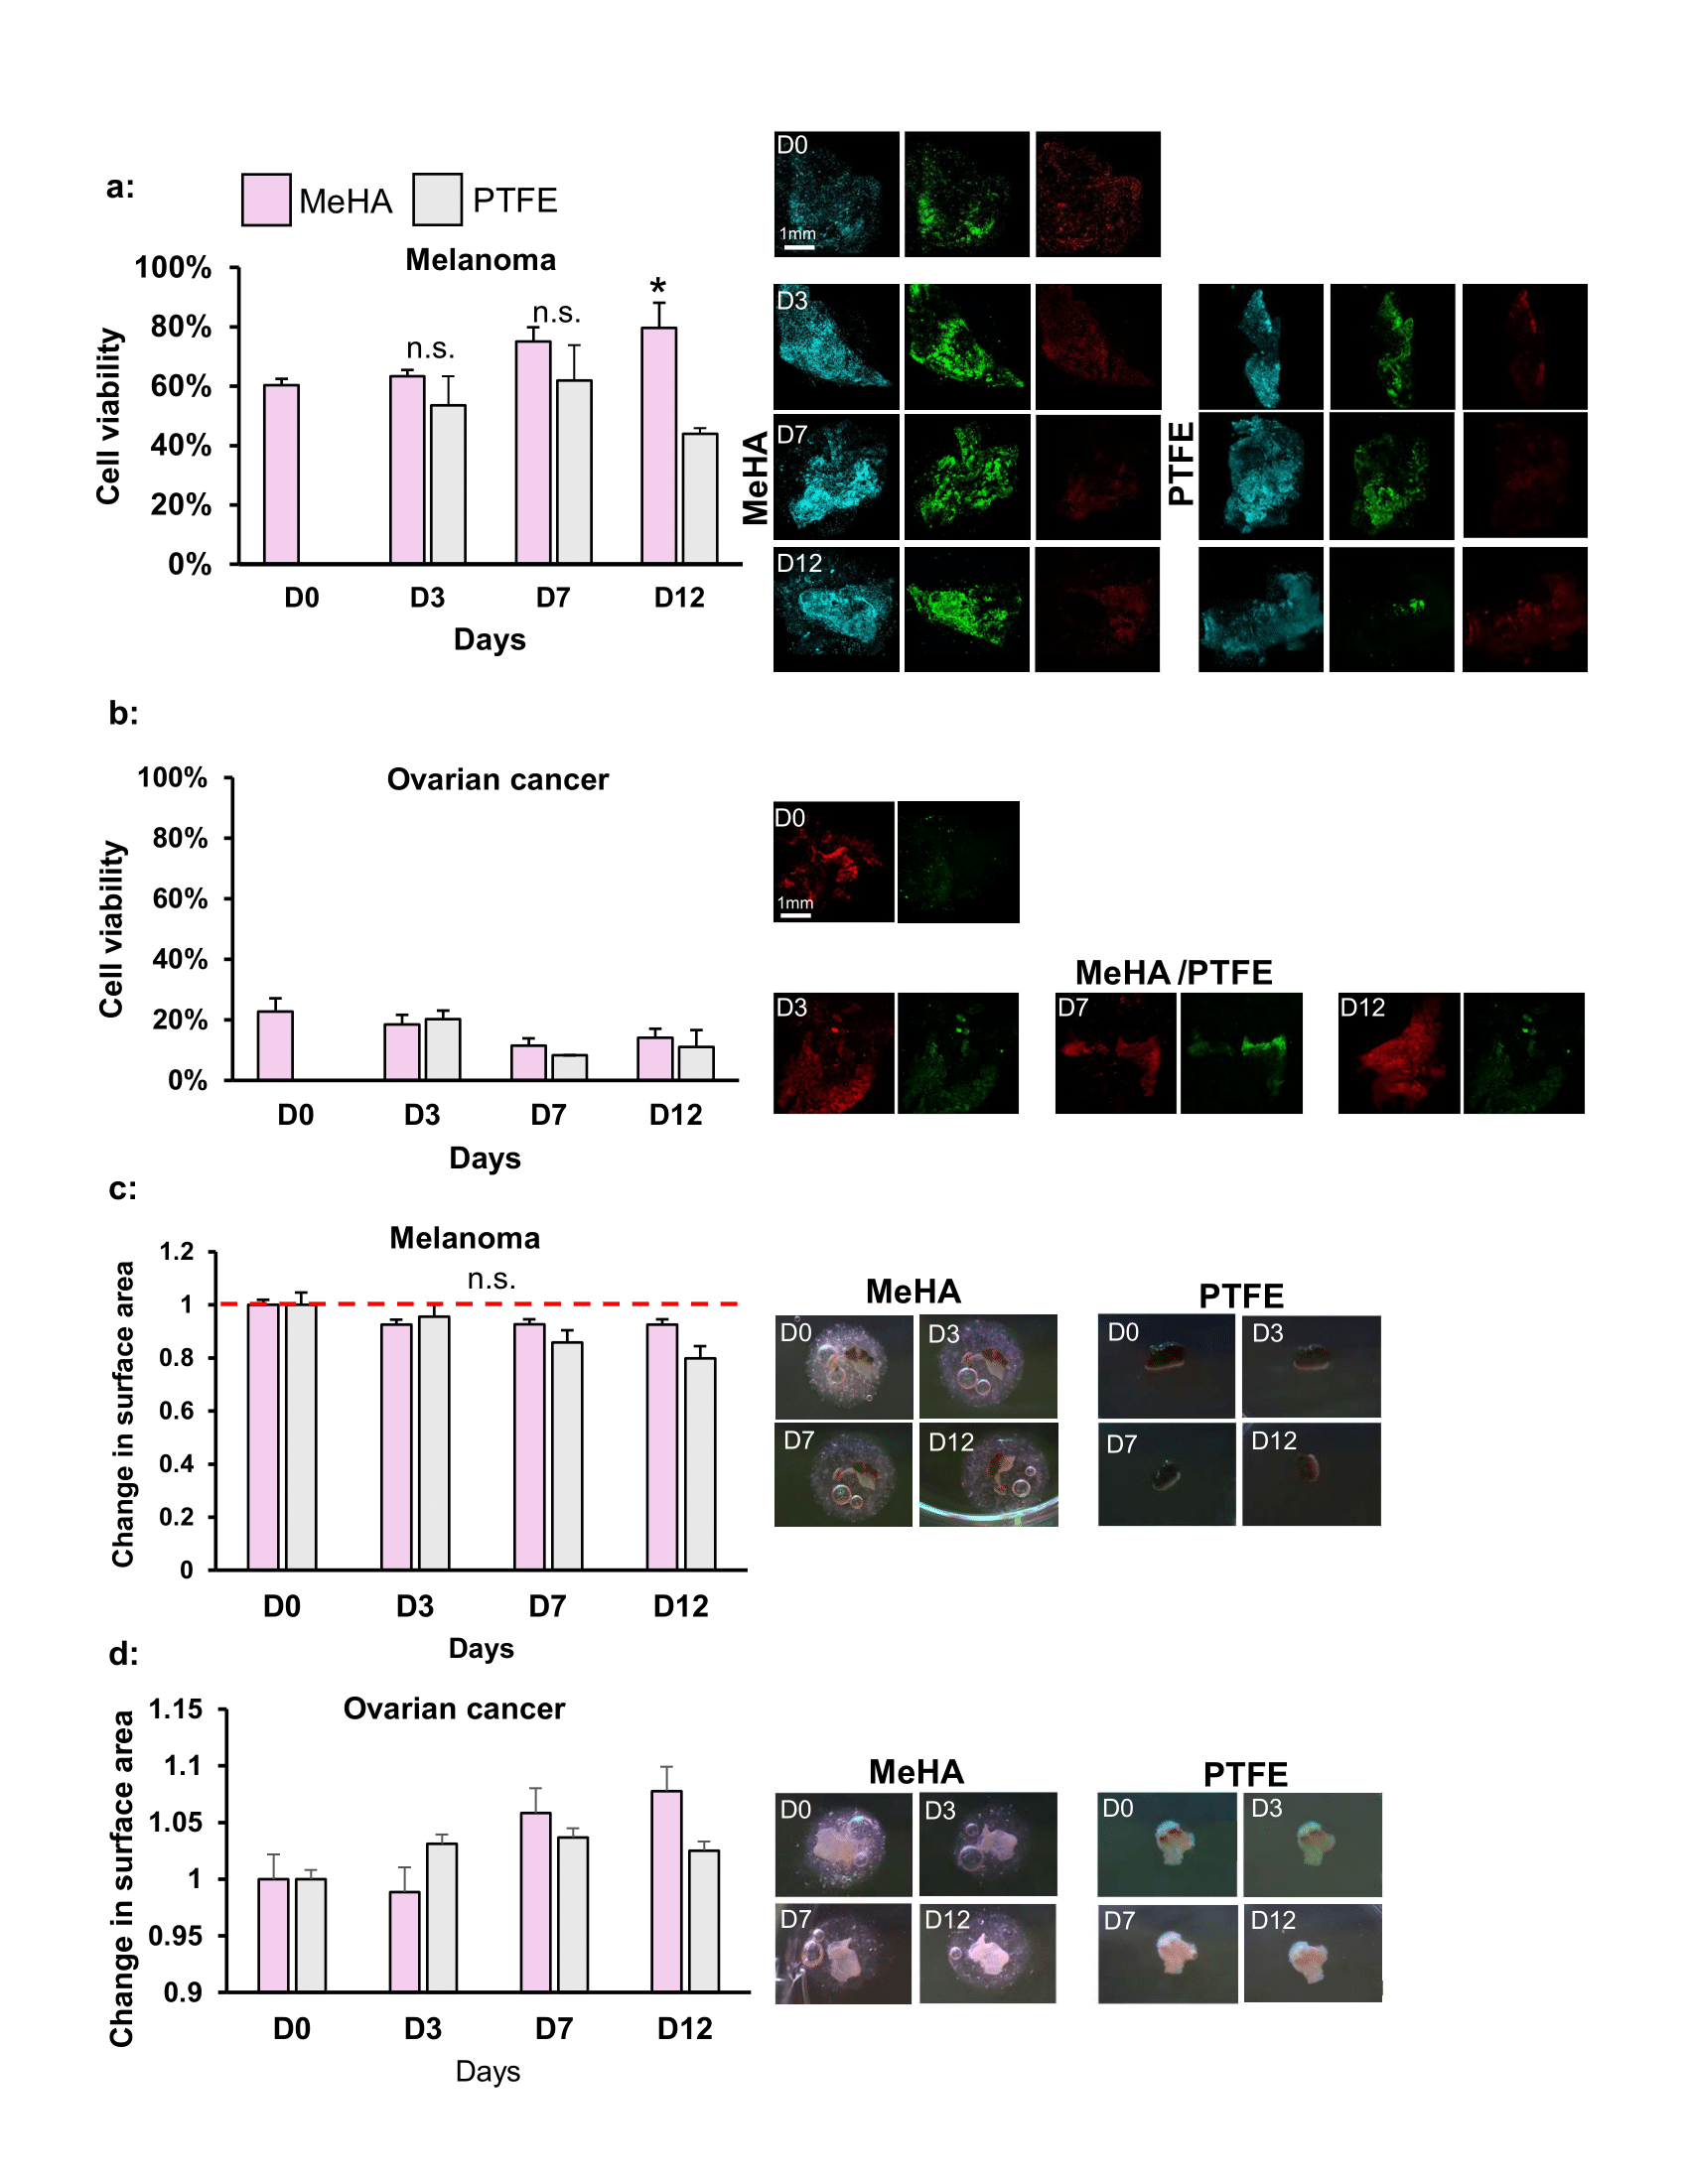 a:
MeHA PTFE
Melanoma
100%
80%
60%
40%
20%
0%
Cell viability
n.s.
n.s.
*
D0 D3 D7 D12
Days
D0
1mm
D3
D7
D12
MeHA
PTFE
b:
Ovarian cancer
100%
80%
60%
40%
20%
0%
Cell viability
D0 D3 D7 D12
Days
D0
1mm
MeHA /PTFE
D3 D7 D12
c:
Melanoma
n.s.
1.2
1
0.8
0.6
0.4
0.2
0
Change in surface area
D0 D3 D7 D12
Days
MeHA PTFE
D0 D3 D0 D3
D7 D12 D7 D12
d:
Ovarian cancer
1.15
1.1
1.05
1
0.95
0.9
Change in surface area
D0 D3 D7 D12
Days
MeHA PTFE
D0 D3 D0 D3
D7 D12 D7 D12